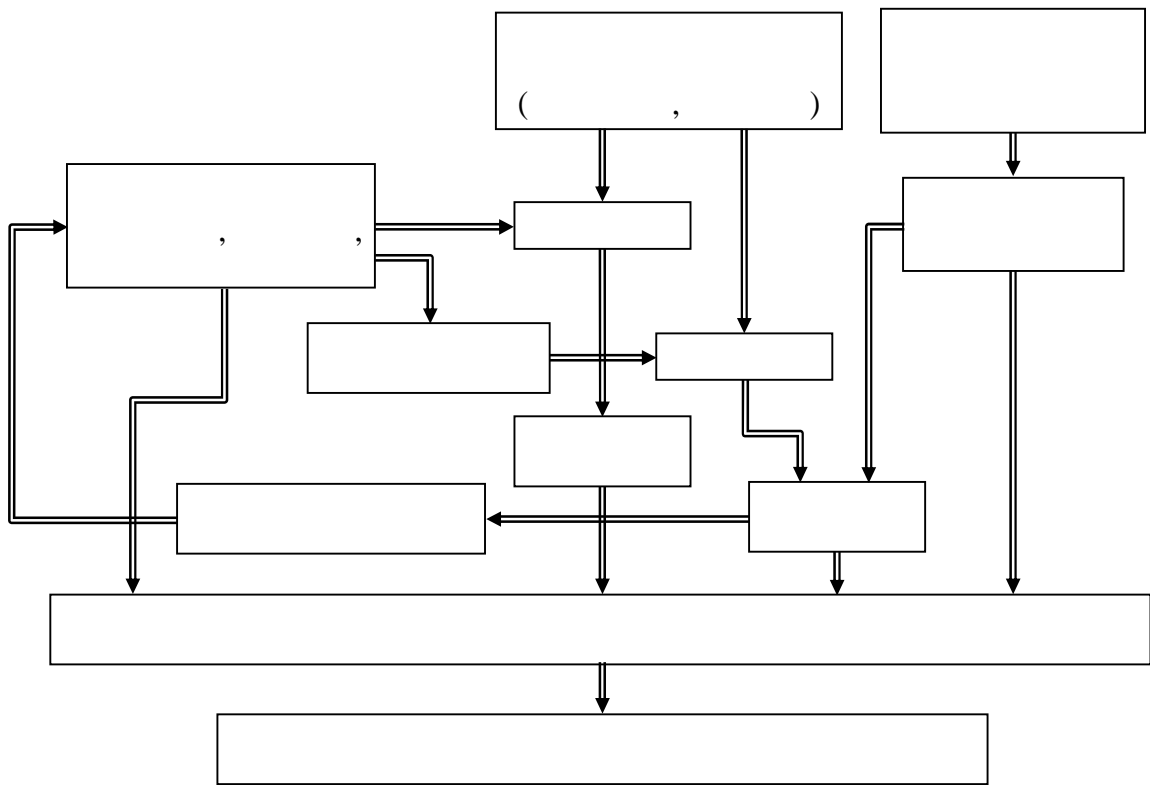 ( , )
, ,